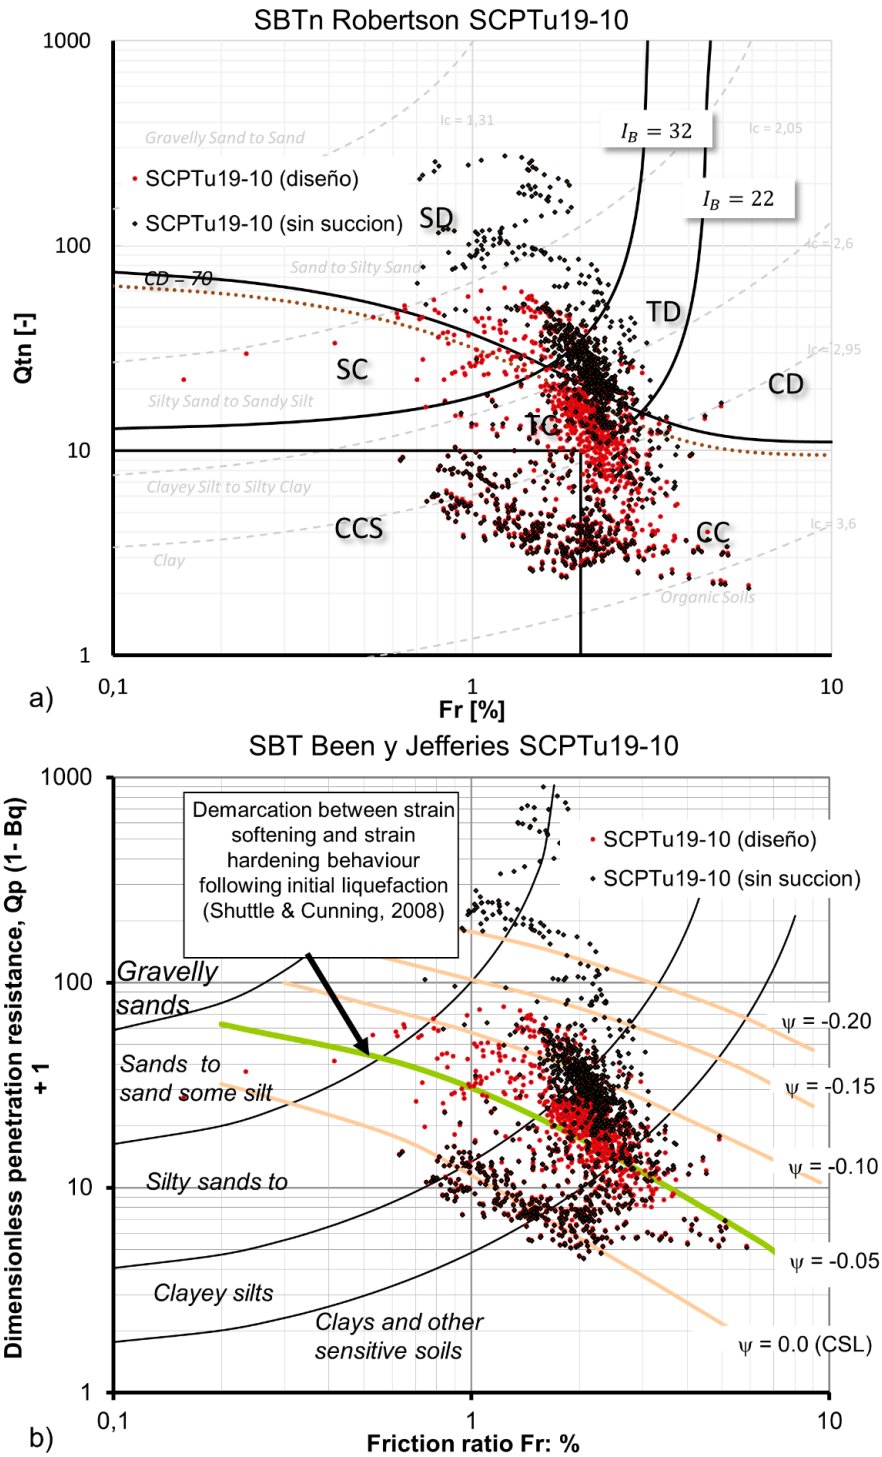 SBTn Robertson SCPTu19-10
1000
100
10
1
Qtn [-]
Gravelly Sand to Sand
Ic = 1,31
Ic = 2,05
I_B = 32
I_B = 22
SCPTu19-10 (diseño)
SCPTu19-10 (sin succion)
SD
Ic = 2,6
CD = 70
Sand to Silty Sand
TD
Ic = 2,95
SC
CD
Silty Sand to Sandy Silt
TC
Clayey Silt to Silty Clay
CCS
CC
Ic = 3,6
Clay
Organic Soils
0,1
1
10
a)
Fr [%]
SBT Been y Jefferies SCPTu19-10
1000
100
10
1
Dimensionless penetration resistance, Qp (1- Bq)
+ 1
Demarcation between strain
softening and strain
hardening behaviour
following initial liquefaction
(Shuttle & Cunning, 2008)
SCPTu19-10 (diseño)
SCPTu19-10 (sin succion)
Gravelly
sands
ψ = -0.20
Sands to
sand some silt
ψ = -0.15
ψ = -0.10
Silty sands to
ψ = -0.05
Clayey silts
Clays and other
sensitive soils
ψ = 0.0 (CSL)
0,1
1
10
b)
Friction ratio Fr: %